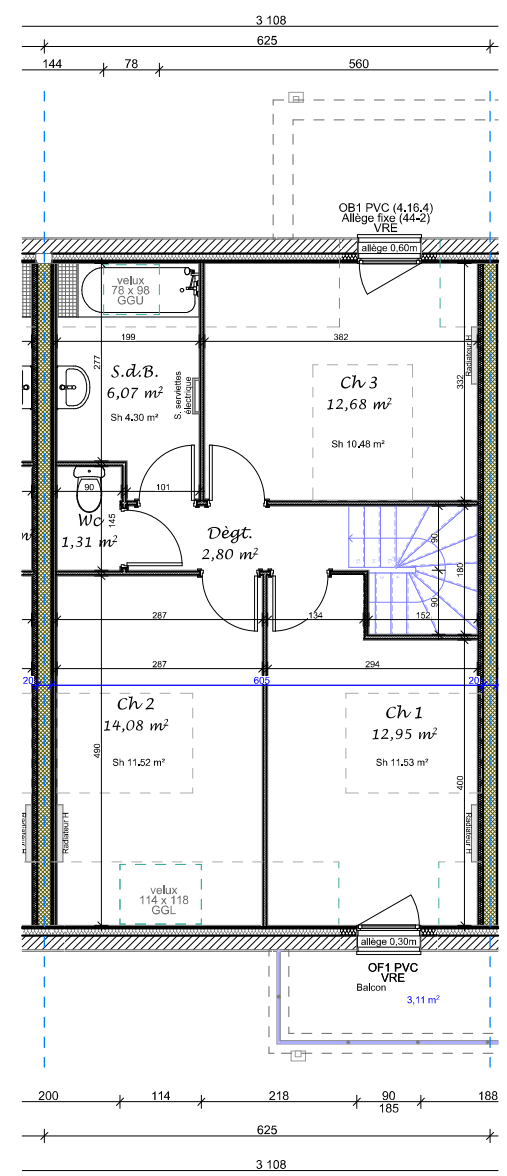 3 108
625
144 78 560
OB1 PVC (4.16.4)
Allège fixe (44-2)
VRE
allège 0,60m
velux
78 x 98
GGU
199
382
277
S.d.B.
6,07 m²
Sh 4.30 m²
S. serviettes
électrique
Ch 3
12,68 m²
Sh 10.48 m²
332
Radiateur H
90
101
Wc
1,31 m²
145
Dègt.
2,80 m²
90
180
90
287
134
152
287
294
20
605
20
Ch 2
14,08 m²
Sh 11.52 m²
490
Ch 1
12,95 m²
Sh 11.53 m²
400
Radiateur H
Radiateur H
Radiateur H
velux
114 x 118
GGL
allège 0,30m
OF1 PVC
VRE
Balcon
3,11 m²
200 114 218 90 188
185
625
3 108